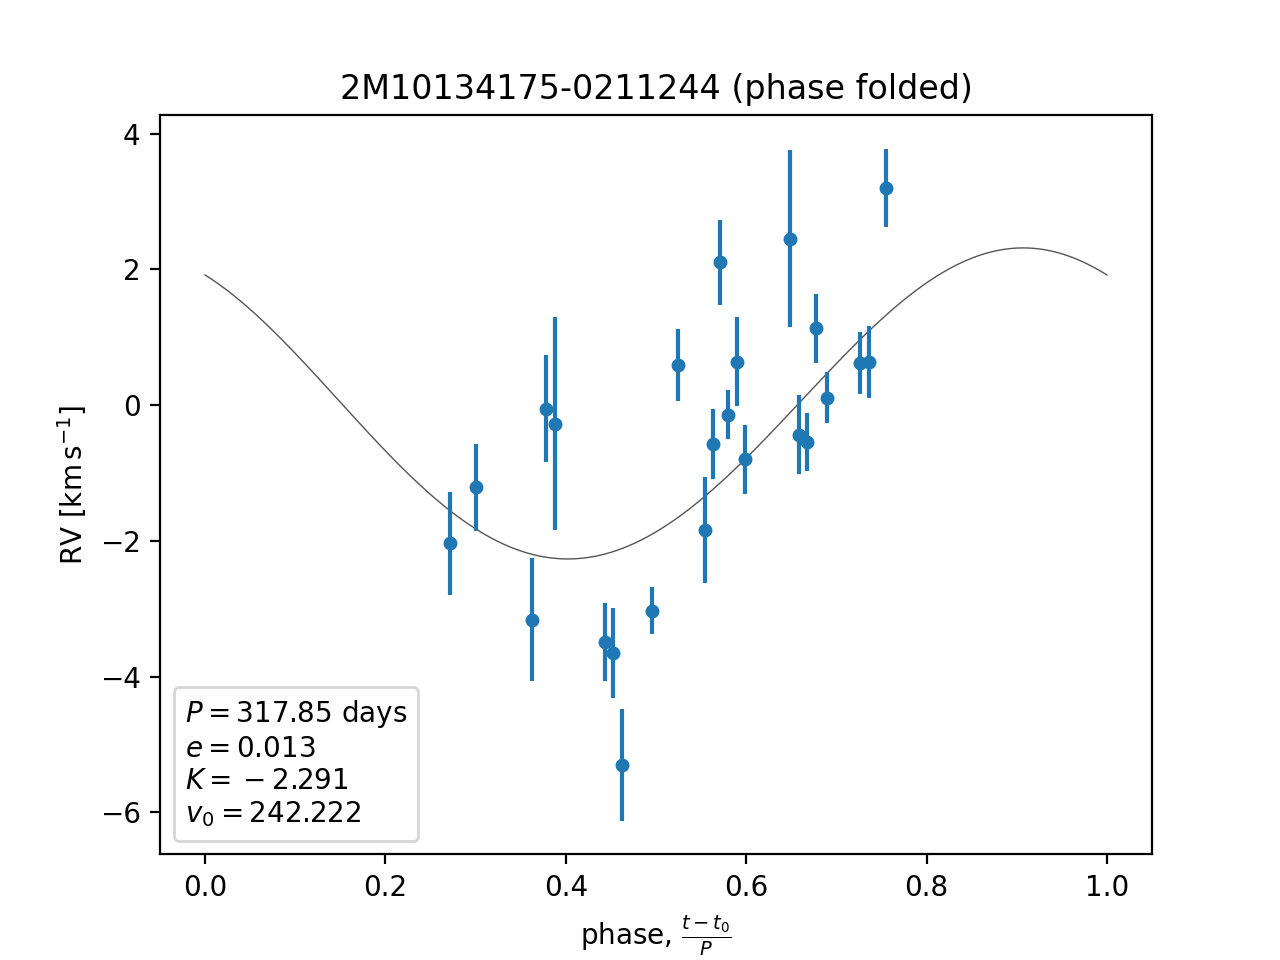 2M10134175-0211244 (phase folded)
4
2
0
−2
−4
−6
RV [km s⁻¹]
P = 317.85 days
e = 0.013
K = −2.291
v₀ = 242.222
0.0 0.2 0.4 0.6 0.8 1.0
phase, (t − t₀)/P